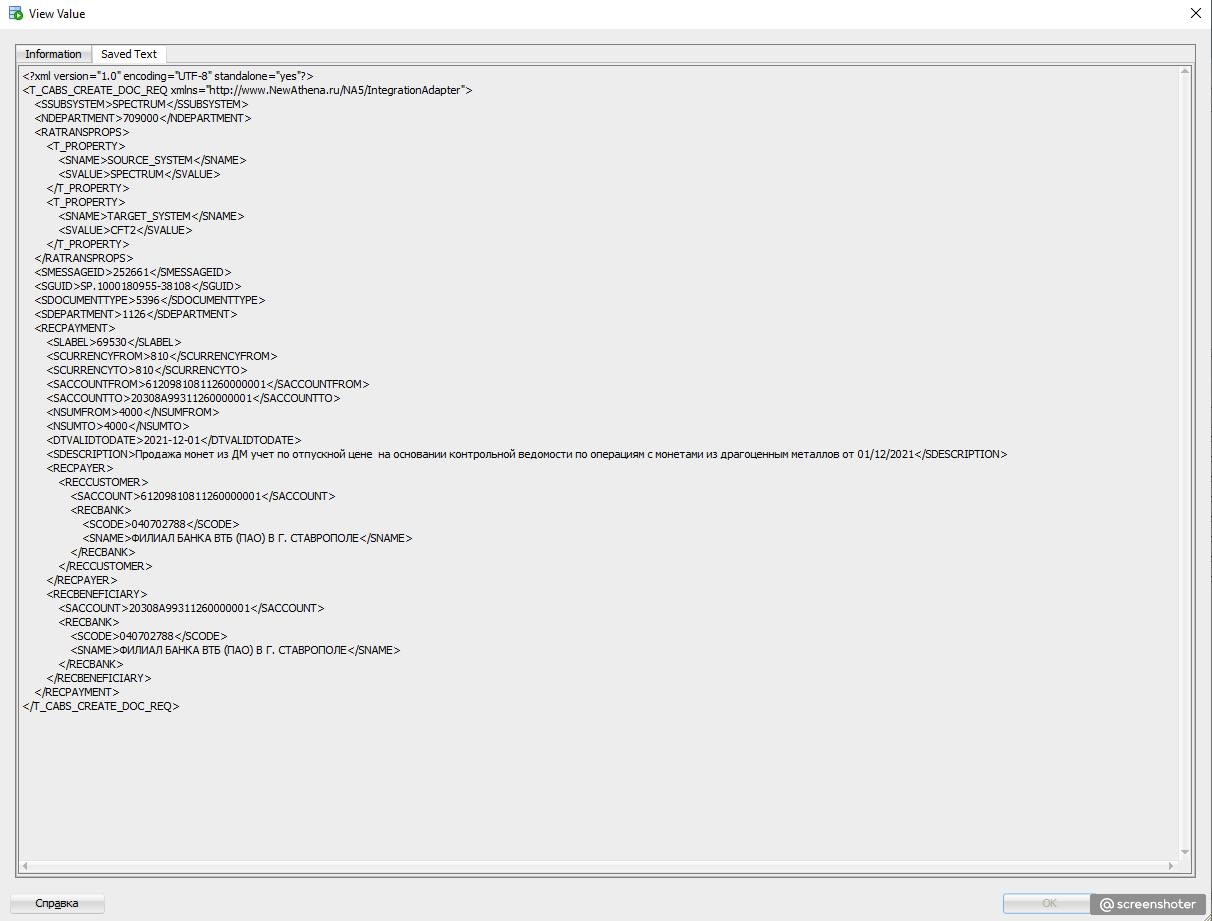 View Value
Information
Saved Text
<?xml version="1.0" encoding="UTF-8" standalone="yes"?>
<T_CABS_CREATE_DOC_REQ xmlns="http://www.NewAthena.ru/NA5/IntegrationAdapter">
<SSUBSYSTEM>SPECTRUM</SSUBSYSTEM>
<NDEPARTMENT>709000</NDEPARTMENT>
<RATRANSPROPS>
<T_PROPERTY>
<SNAME>SOURCE_SYSTEM</SNAME>
<SVALUE>SPECTRUM</SVALUE>
</T_PROPERTY>
<T_PROPERTY>
<SNAME>TARGET_SYSTEM</SNAME>
<SVALUE>CFT2</SVALUE>
</T_PROPERTY>
</RATRANSPROPS>
<SMESSAGEID>252661</SMESSAGEID>
<SGUID>SP.1000180955-38108</SGUID>
<SDOCUMENTTYPE>5396</SDOCUMENTTYPE>
<SDEPARTMENT>1126</SDEPARTMENT>
<RECPAYMENT>
<SLABEL>69530</SLABEL>
<SCURRENCYFROM>810</SCURRENCYFROM>
<SCURRENCYTO>810</SCURRENCYTO>
<SACCOUNTFROM>61209810811260000001</SACCOUNTFROM>
<SACCOUNTTO>20308A99311260000001</SACCOUNTTO>
<NSUMFROM>4000</NSUMFROM>
<NSUMTO>4000</NSUMTO>
<DTVALIDTODATE>2021-12-01</DTVALIDTODATE>
<SDESCRIPTION>Продажа монет из ДМ учет по отпускной цене  на основании контрольной ведомости по операциям с монетами из драгоценным металлов от 01/12/2021</SDESCRIPTION>
<RECPAYER>
<RECCUSTOMER>
<SACCOUNT>61209810811260000001</SACCOUNT>
<RECBANK>
<SCODE>040702788</SCODE>
<SNAME>ФИЛИАЛ БАНКА ВТБ (ПАО) В Г. СТАВРОПОЛЕ</SNAME>
</RECBANK>
</RECCUSTOMER>
</RECPAYER>
<RECBENEFICIARY>
<SACCOUNT>20308A99311260000001</SACCOUNT>
<RECBANK>
<SCODE>040702788</SCODE>
<SNAME>ФИЛИАЛ БАНКА ВТБ (ПАО) В Г. СТАВРОПОЛЕ</SNAME>
</RECBANK>
</RECBENEFICIARY>
</RECPAYMENT>
</T_CABS_CREATE_DOC_REQ>
Справка
OK
@screenshoter